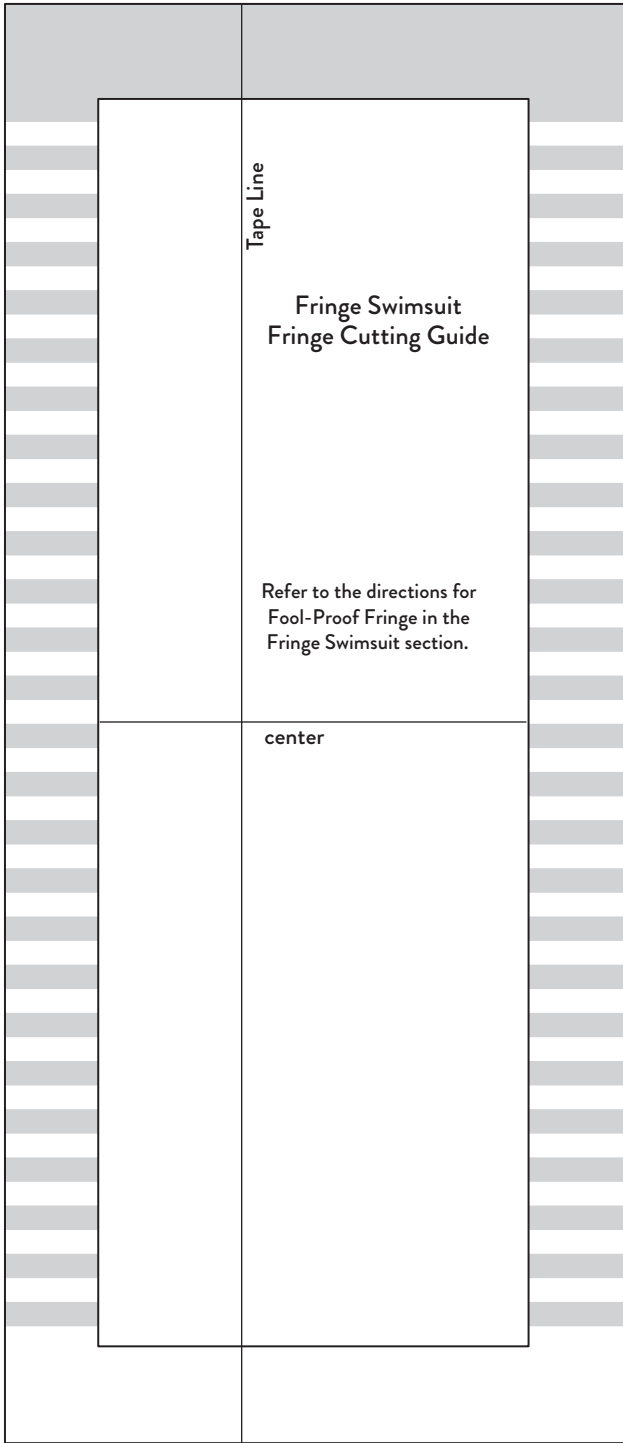 Tape Line
Fringe Swimsuit
Fringe Cutting Guide
Refer to the directions for
Fool-Proof Fringe in the
Fringe Swimsuit section.
center